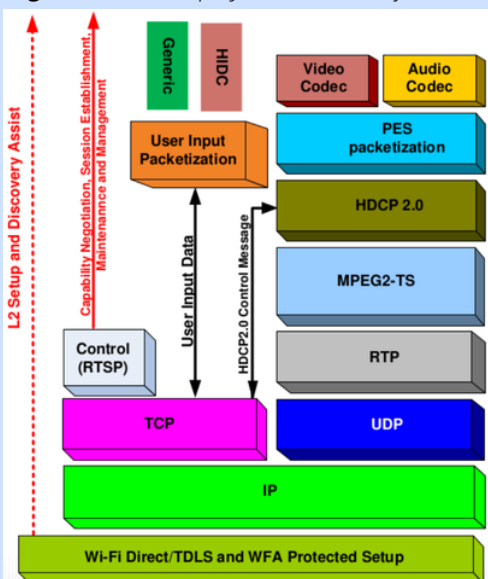 L2 Setup and Discovery Assist
Capability Negotiation, Session Establishment,
Maintenannce and Management
Generic
HIDC
Video
Codec
Audio
Codec
User Input
Packetization
PES
packetization
HDCP 2.0
User Input Data
HDCP2.0 Control Message
MPEG2-TS
Control
(RTSP)
RTP
TCP
UDP
IP
Wi-Fi Direct/TDLS and WFA Protected Setup